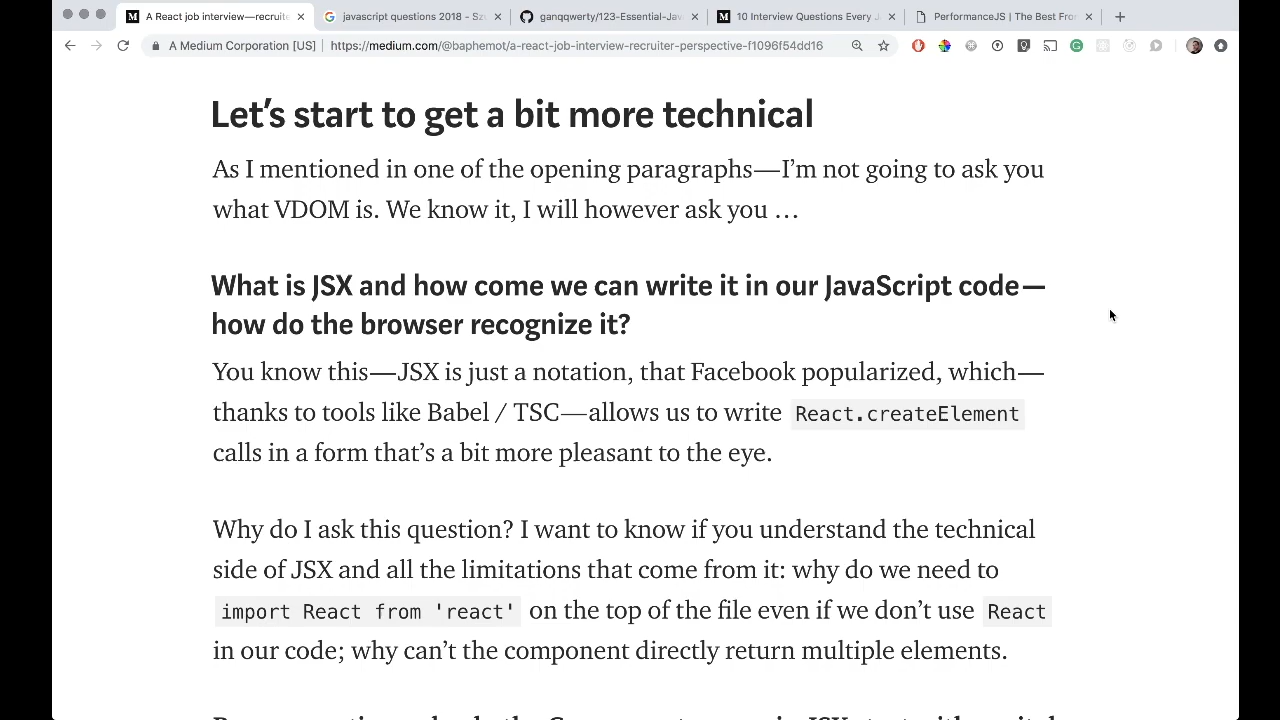 A React job interview—recruite
javascript questions 2018 - Szu
ganqqwerty/123-Essential-Jav
10 Interview Questions Every J
PerformanceJS | The Best Fron
A Medium Corporation [US] | https://medium.com/@baphemot/a-react-job-interview-recruiter-perspective-f1096f54dd16
Let's start to get a bit more technical
As I mentioned in one of the opening paragraphs—I'm not going to ask you
what VDOM is. We know it, I will however ask you …
What is JSX and how come we can write it in our JavaScript code—
how do the browser recognize it?
You know this—JSX is just a notation, that Facebook popularized, which—
thanks to tools like Babel / TSC—allows us to write React.createElement
calls in a form that's a bit more pleasant to the eye.
Why do I ask this question? I want to know if you understand the technical
side of JSX and all the limitations that come from it: why do we need to
import React from 'react' on the top of the file even if we don't use React
in our code; why can't the component directly return multiple elements.